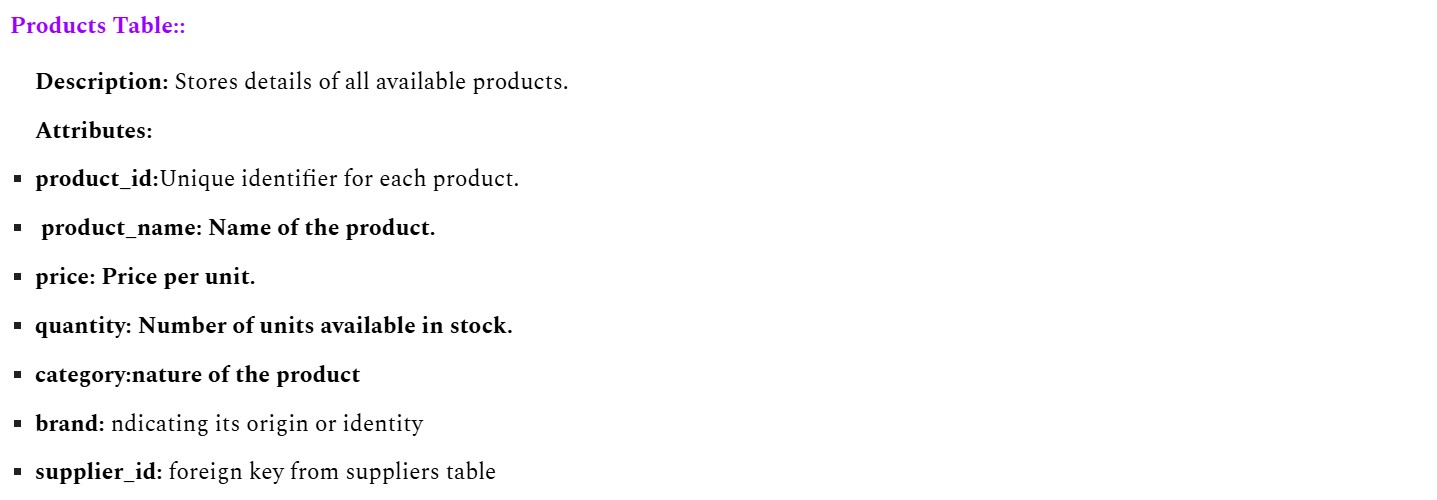 Products Table::
Description: Stores details of all available products.
Attributes:
▪ product_id:Unique identifier for each product.
▪ product_name: Name of the product.
▪ price: Price per unit.
▪ quantity: Number of units available in stock.
▪ category:nature of the product
▪ brand: ndicating its origin or identity
▪ supplier_id: foreign key from suppliers table